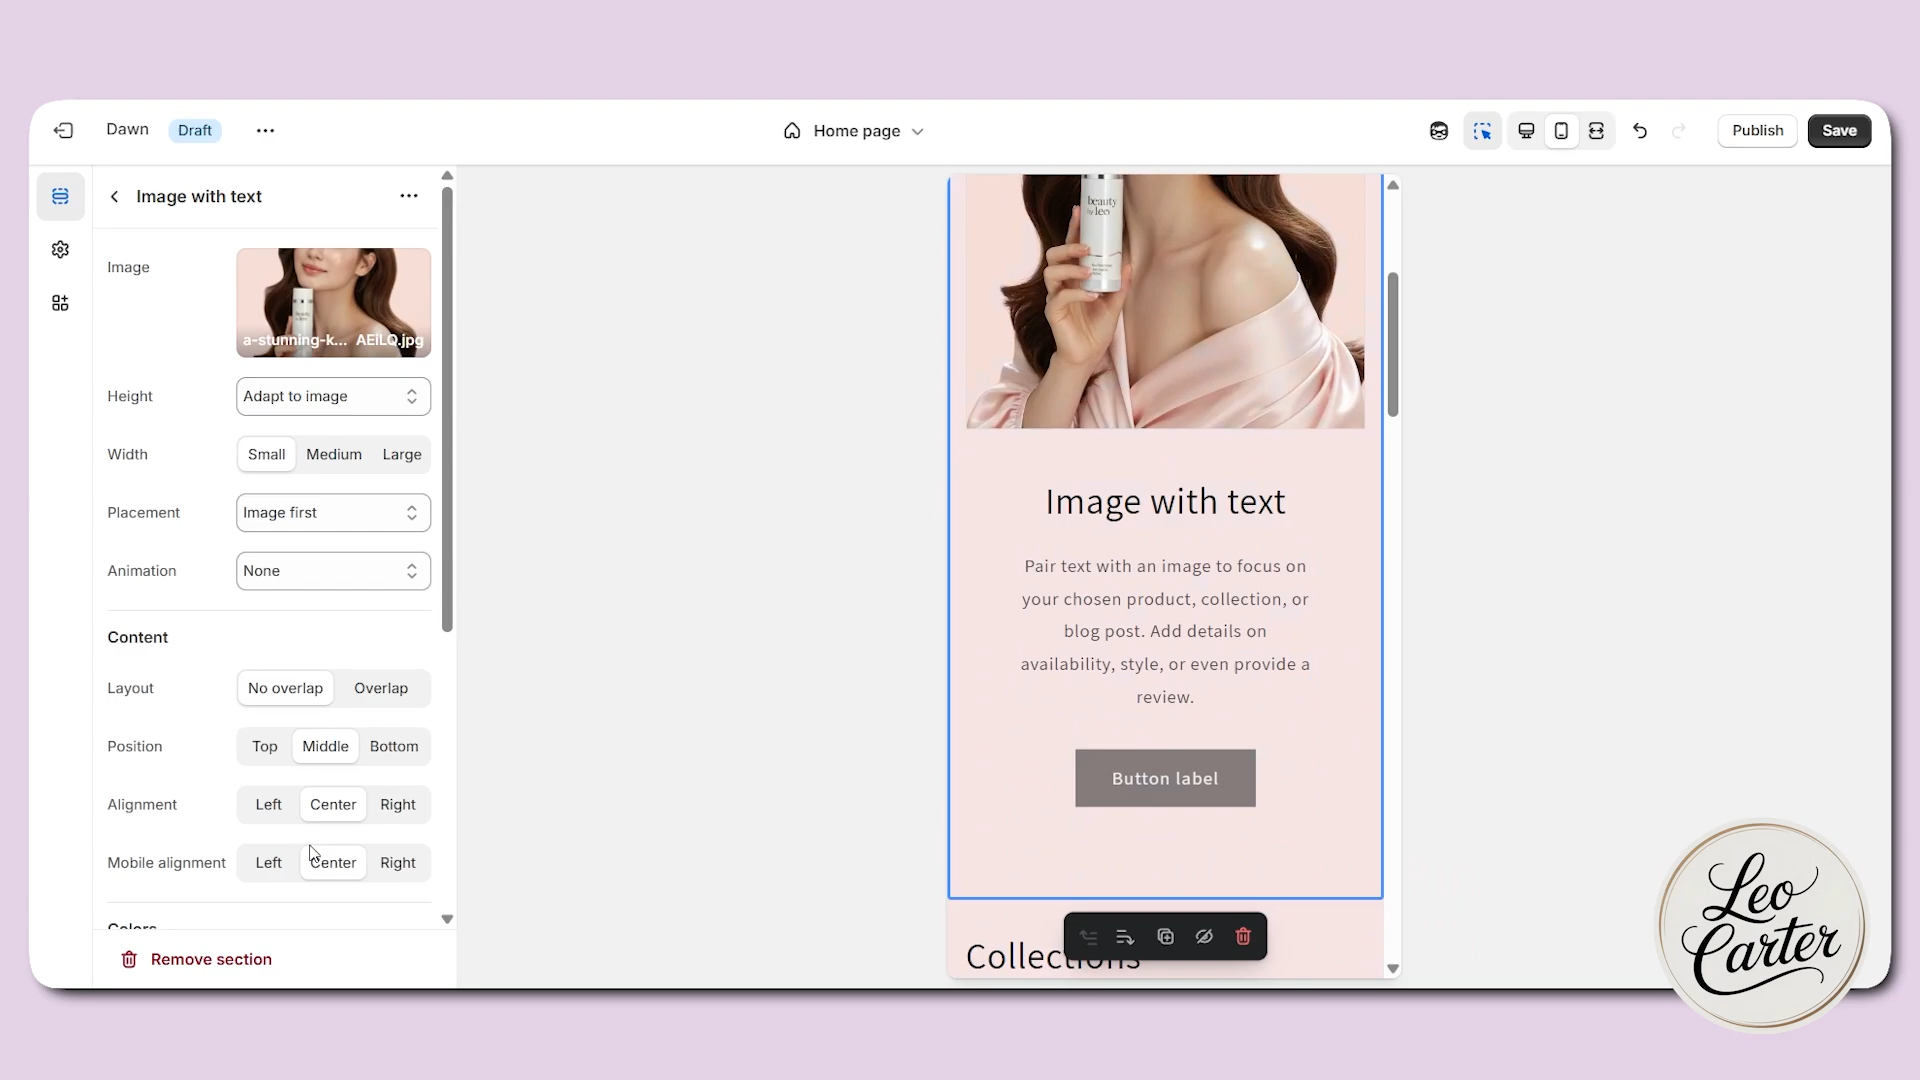 Dawn
Draft
Home page
Publish
Save
Image with text
Image
a-stunning-k... AEiLQ.jpg
Height
Adapt to image
Width
Small Medium Large
Placement
Image first
Animation
None
Content
Layout
No overlap Overlap
Position
Top Middle Bottom
Alignment
Left Center Right
Mobile alignment
Left Center Right
Colors
Remove section
beauty
by leo
Image with text
Pair text with an image to focus on
your chosen product, collection, or
blog post. Add details on
availability, style, or even provide a
review.
Button label
Collections
Leo
Carter